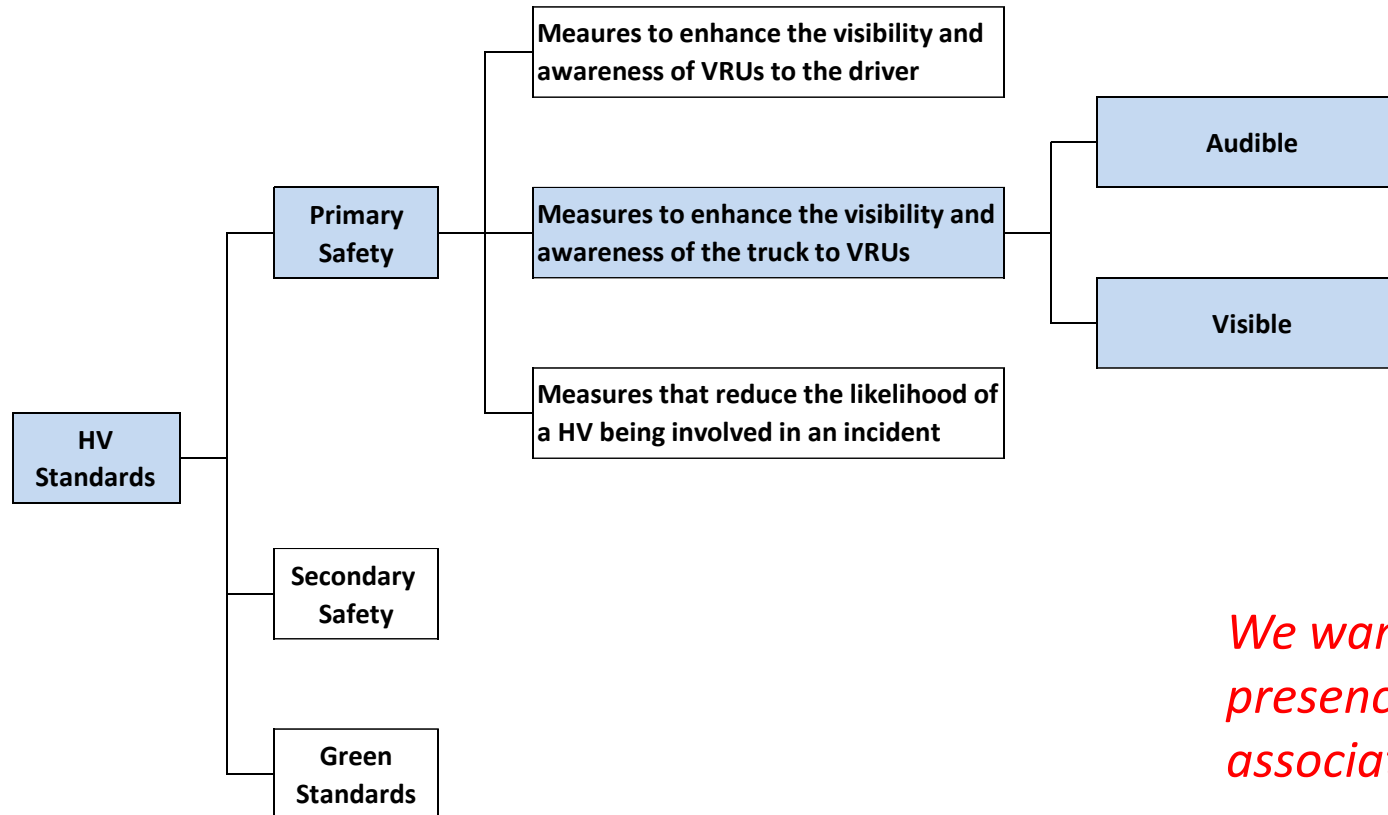 Meaures to enhance the visibility and
awareness of VRUs to the driver
Audible
Primary
Safety
Measures to enhance the visibility and
awareness of the truck to VRUs
Visible
Measures that reduce the likelihood of
a HV being involved in an incident
HV
Standards
Secondary
Safety
Green
Standards
We